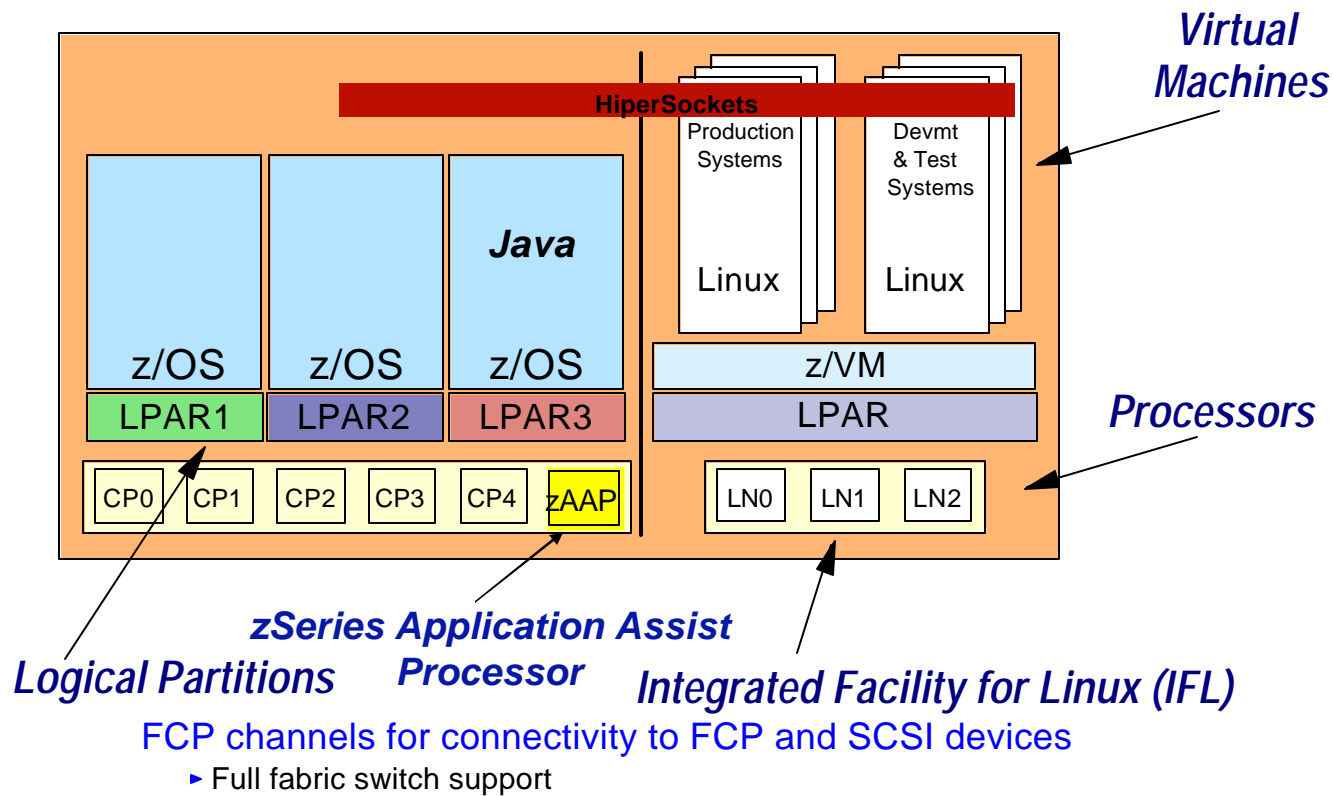 Virtual
Machines
HiperSockets
Production
Systems
Devmt
& Test
Systems
Java
Linux
Linux
z/OS
z/OS
z/OS
z/VM
LPAR1
LPAR2
LPAR3
LPAR
Processors
CP0
CP1
CP2
CP3
CP4
zAAP
LN0
LN1
LN2
zSeries Application Assist
Processor
Logical Partitions
Integrated Facility for Linux (IFL)
FCP channels for connectivity to FCP and SCSI devices
Full fabric switch support